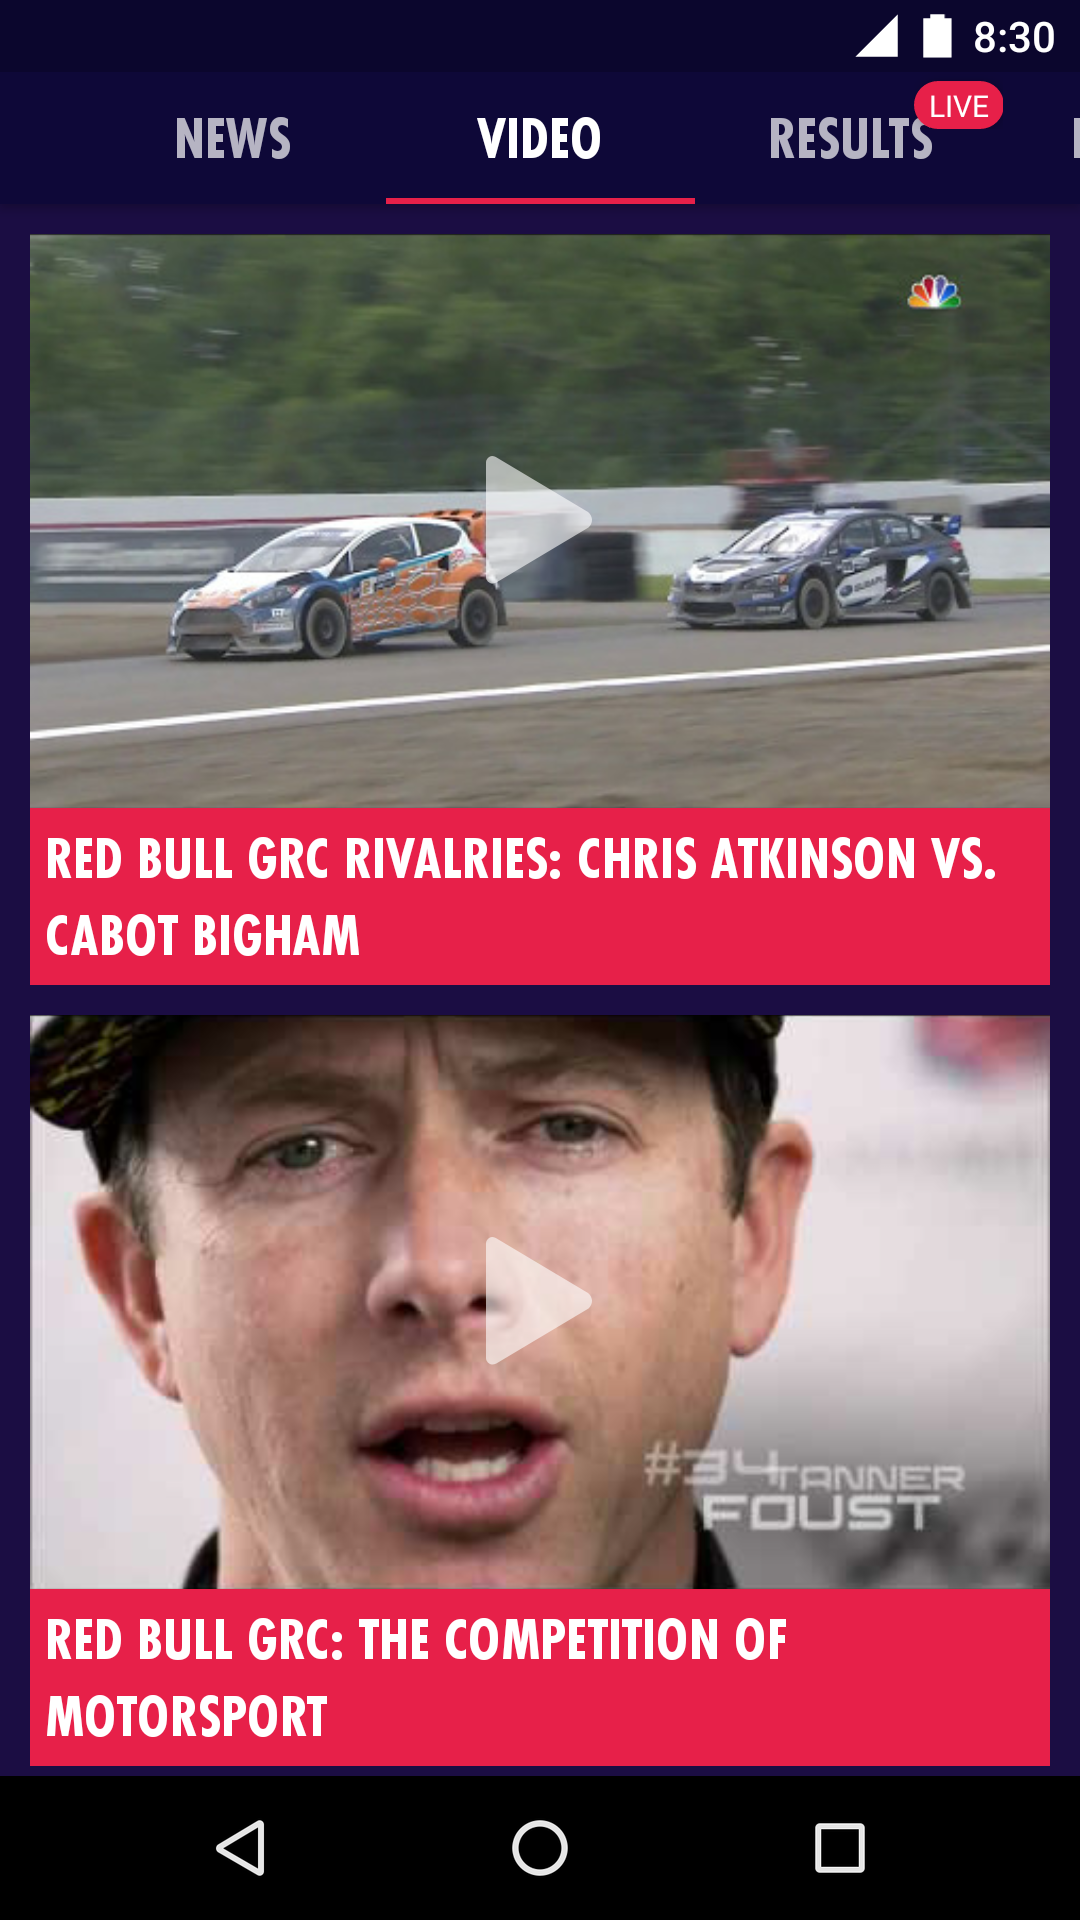 8:30
NEWS
VIDEO
RESULTS
LIVE
SUBARU
RED BULL GRC RIVALRIES: CHRIS ATKINSON VS.
CABOT BIGHAM
#34 TANNER
FOUST
RED BULL GRC: THE COMPETITION OF
MOTORSPORT